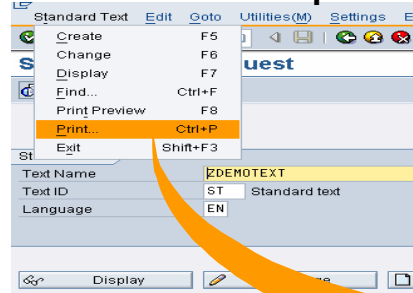 Standard Text Edit Goto Utilities(M) Settings
Create F5
Change F6
Display F7
Find... Ctrl+F
Print Preview F8
Print... Ctrl+P
Exit Shift+F3
uest
Text Name ZDEMOTEXT
Text ID ST Standard text
Language EN
Display